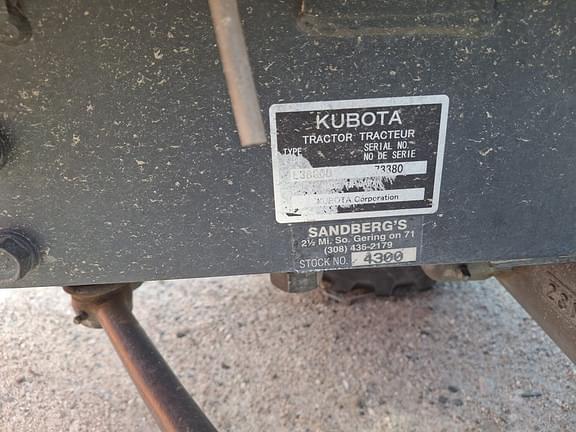 KUBOTA
TRACTOR TRACTEUR
TYPE
SERIAL NO.
NO DE SERIE
73380
KUBOTA Corporation
SANDBERG'S
2½ Mi. So. Gering on 71
(308) 436-2179
STOCK NO. 4300